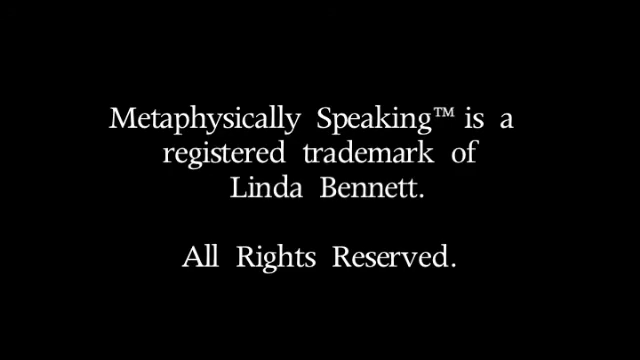 Metaphysically Speaking™ is a
registered trademark of
Linda Bennett.
All Rights Reserved.